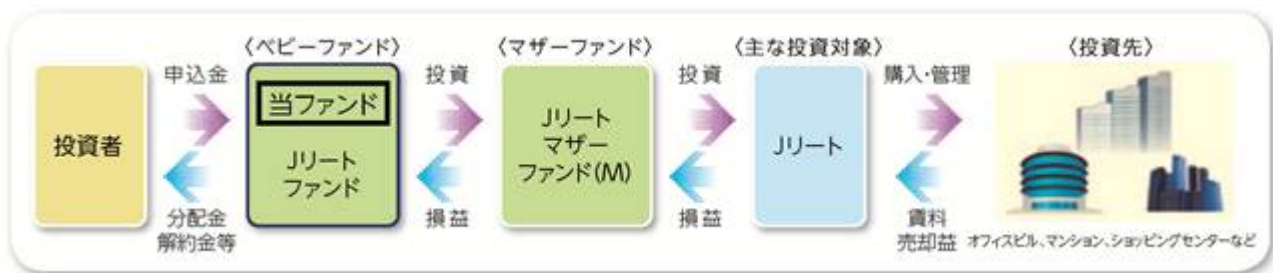 〈ベビーファンド〉
〈マザーファンド〉
〈主な投資対象〉
〈投資先〉
投資者
申込金
分配金
解約金等
当ファンド
Jリート
ファンド
投資
損益
Jリート
マザー
ファンド(M)
投資
損益
Jリート
購入・管理
賃料
売却益
オフィスビル、マンション、ショッピングセンターなど